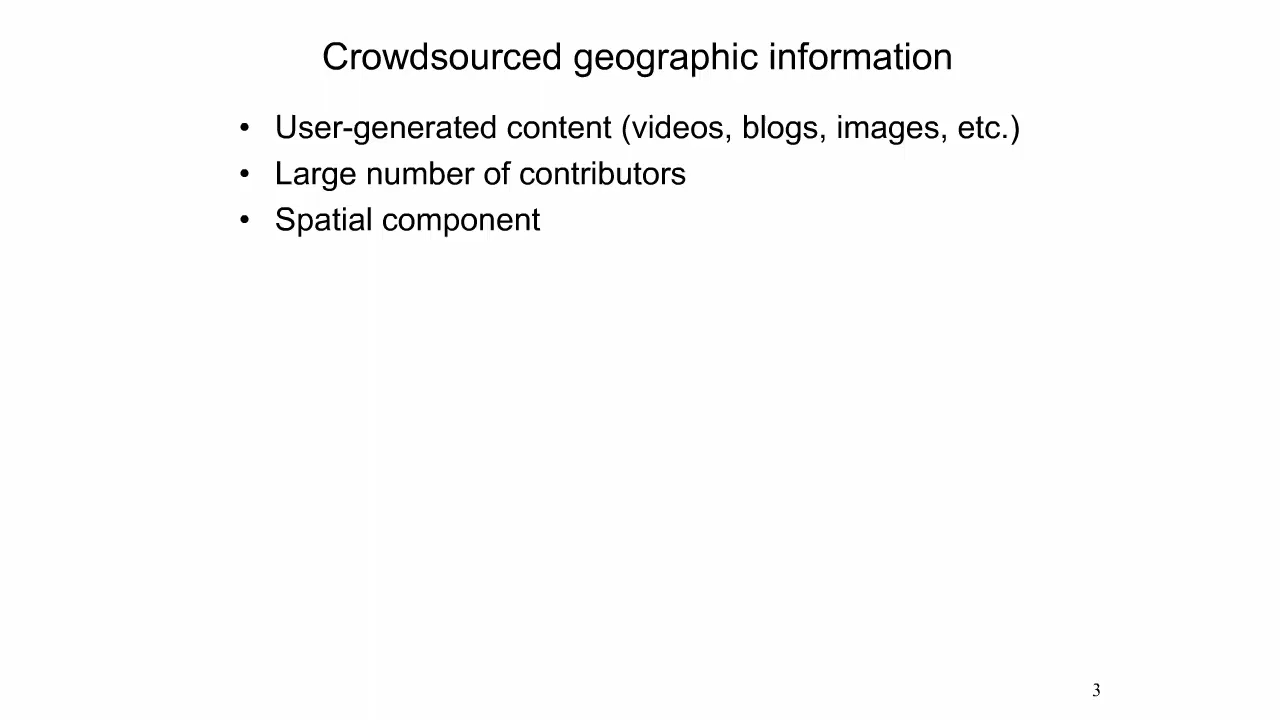 Crowdsourced geographic information
• User-generated content (videos, blogs, images, etc.)
• Large number of contributors
• Spatial component
3